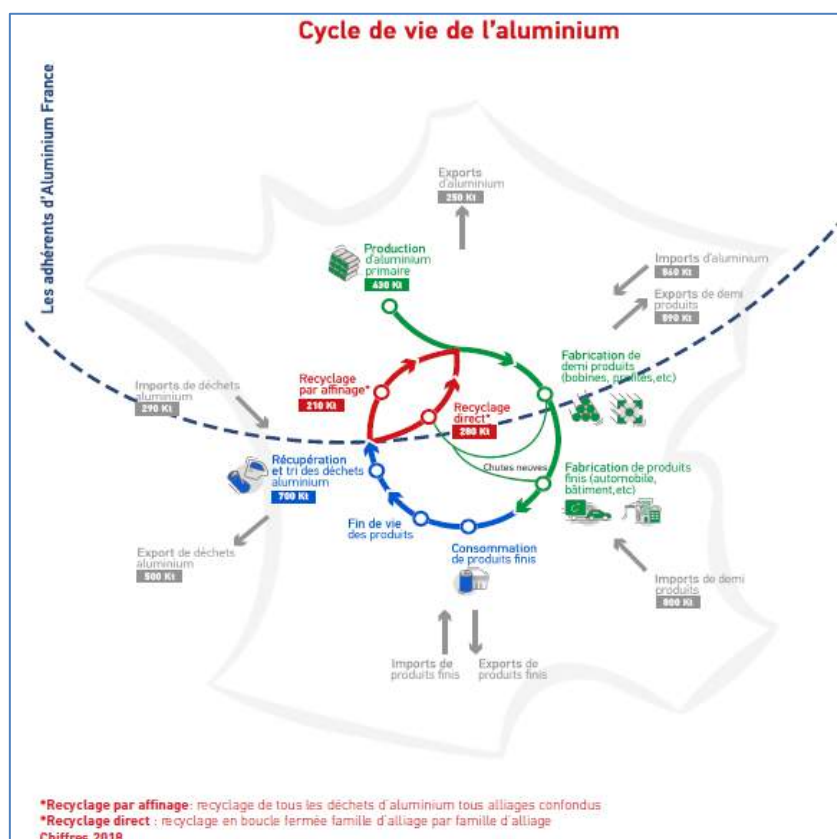 Cycle de vie de l'aluminium
Les adhérents d'Aluminium France
Exports
d'aluminium
250 Kt
Production
d'aluminium
primaire
430 Kt
Imports d'aluminium
560 Kt
Exports de demi
produits
590 Kt
Fabrication de
demi produits
(bobines, profilés,etc)
Recyclage
par affinage*
210 Kt
Recyclage
direct*
280 Kt
Imports de déchets
aluminium
290 Kt
Récupération
et tri des déchets
aluminium
700 Kt
Chutes neuves
Fabrication de produits
finis (automobile,
bâtiment,etc)
Fin de vie
des produits
Consommation
de produits finis
Export de déchets
aluminium
500 Kt
Imports de demi
produits
800 Kt
Imports de
produits finis
Exports de
produits finis
*Recyclage par affinage: recyclage de tous les déchets d'aluminium tous alliages confondus
*Recyclage direct : recyclage en boucle fermée famille d'alliage par famille d'alliage
Chiffres 2018